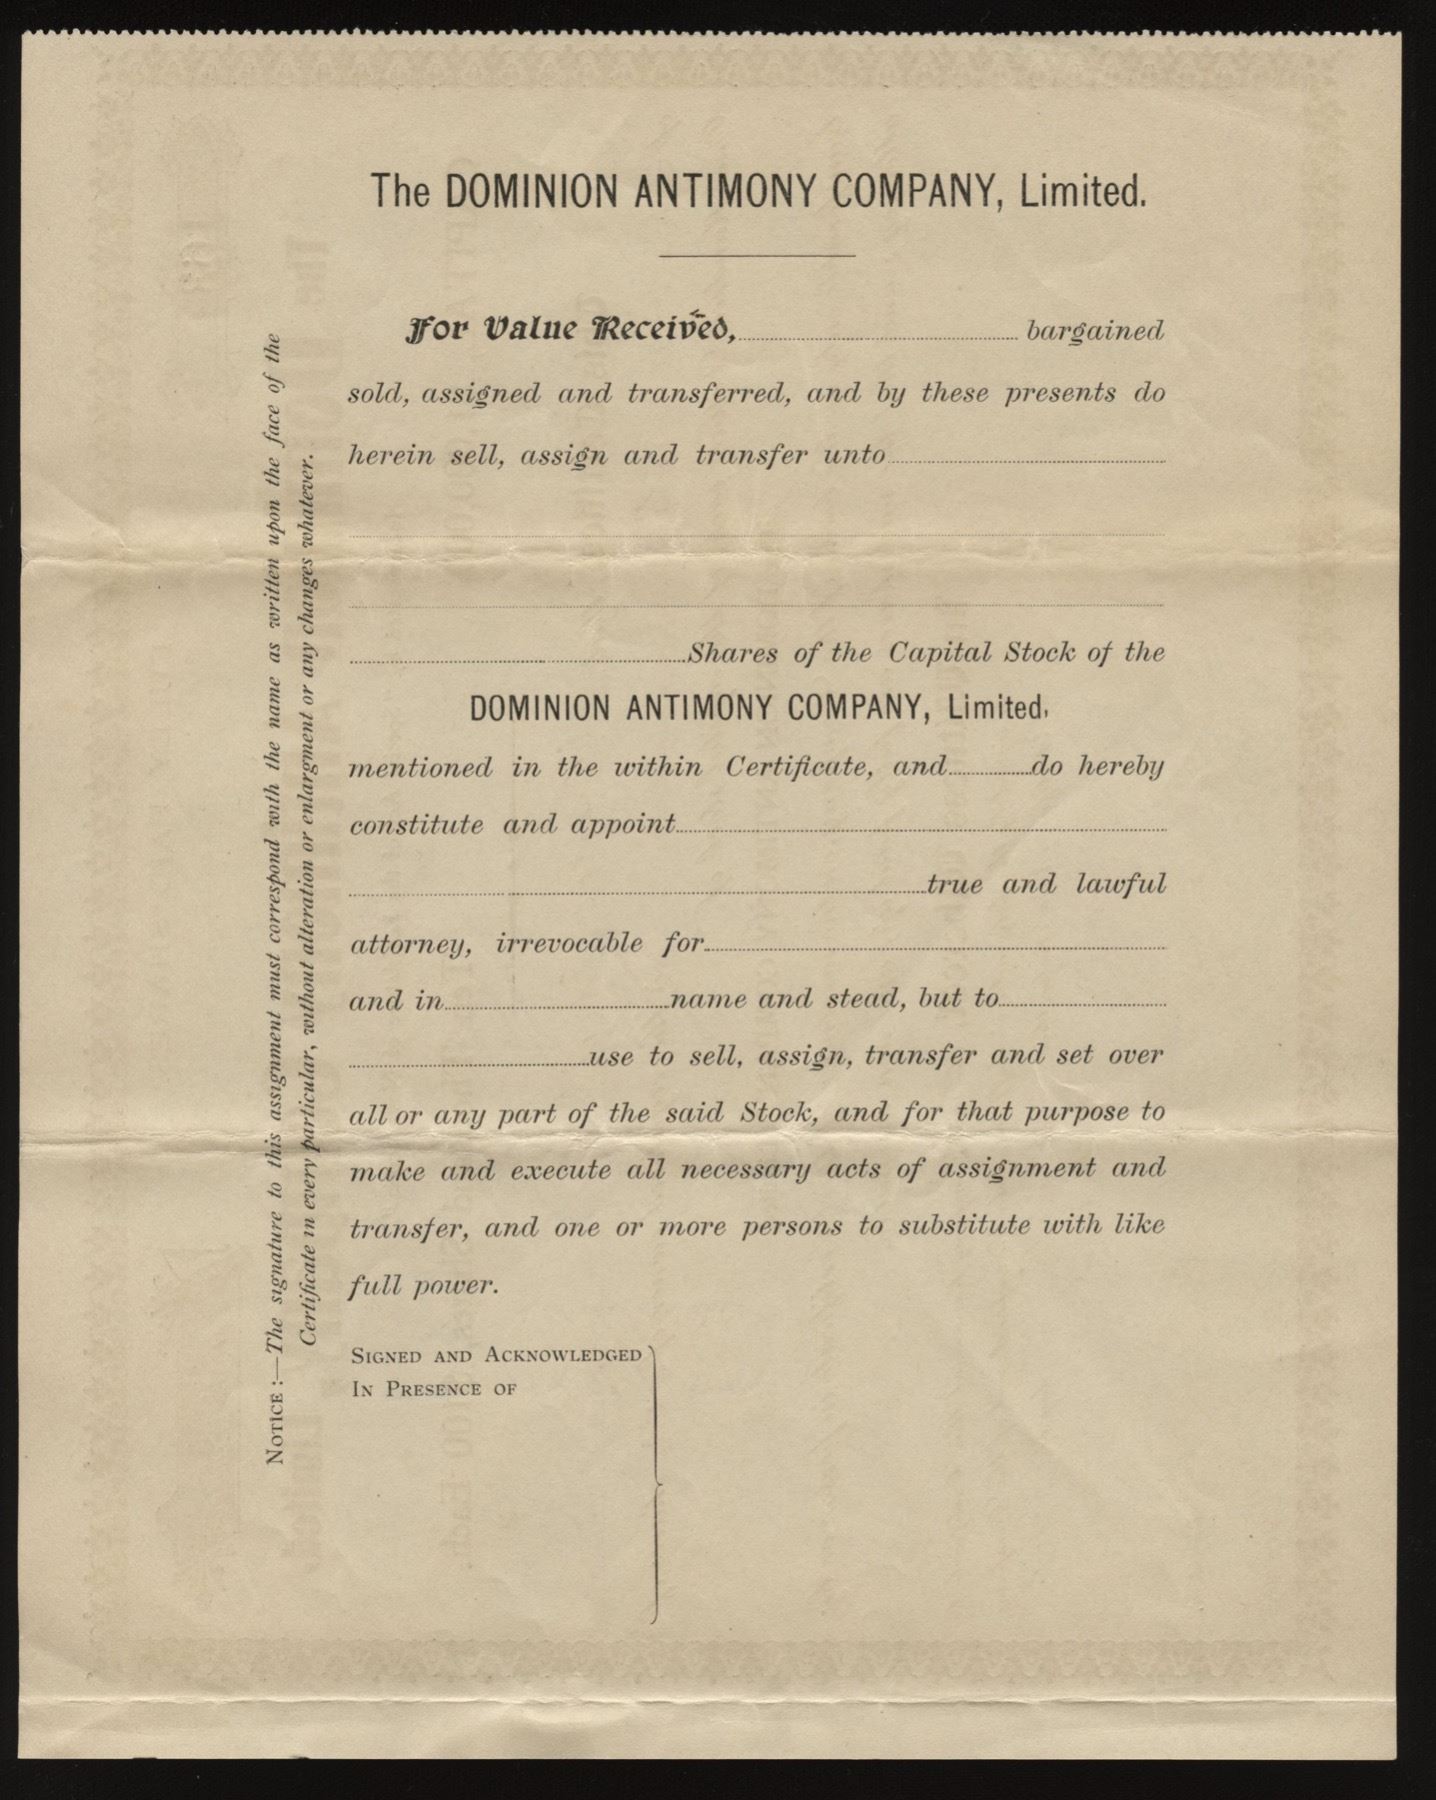 The DOMINION ANTIMONY COMPANY, Limited.
For Value Received, bargained
sold, assigned and transferred, and by these presents do
herein sell, assign and transfer unto
Shares of the Capital Stock of the
DOMINION ANTIMONY COMPANY, Limited,
mentioned in the within Certificate, and do hereby
constitute and appoint
true and lawful
attorney, irrevocable for
and in name and stead, but to
use to sell, assign, transfer and set over
all or any part of the said Stock, and for that purpose to
make and execute all necessary acts of assignment and
transfer, and one or more persons to substitute with like
full power.
SIGNED AND ACKNOWLEDGED
IN PRESENCE OF
NOTICE:—The signature to this assignment must correspond with the name as written upon the face of the
Certificate in every particular, without alteration or enlargment or any changes whatever.